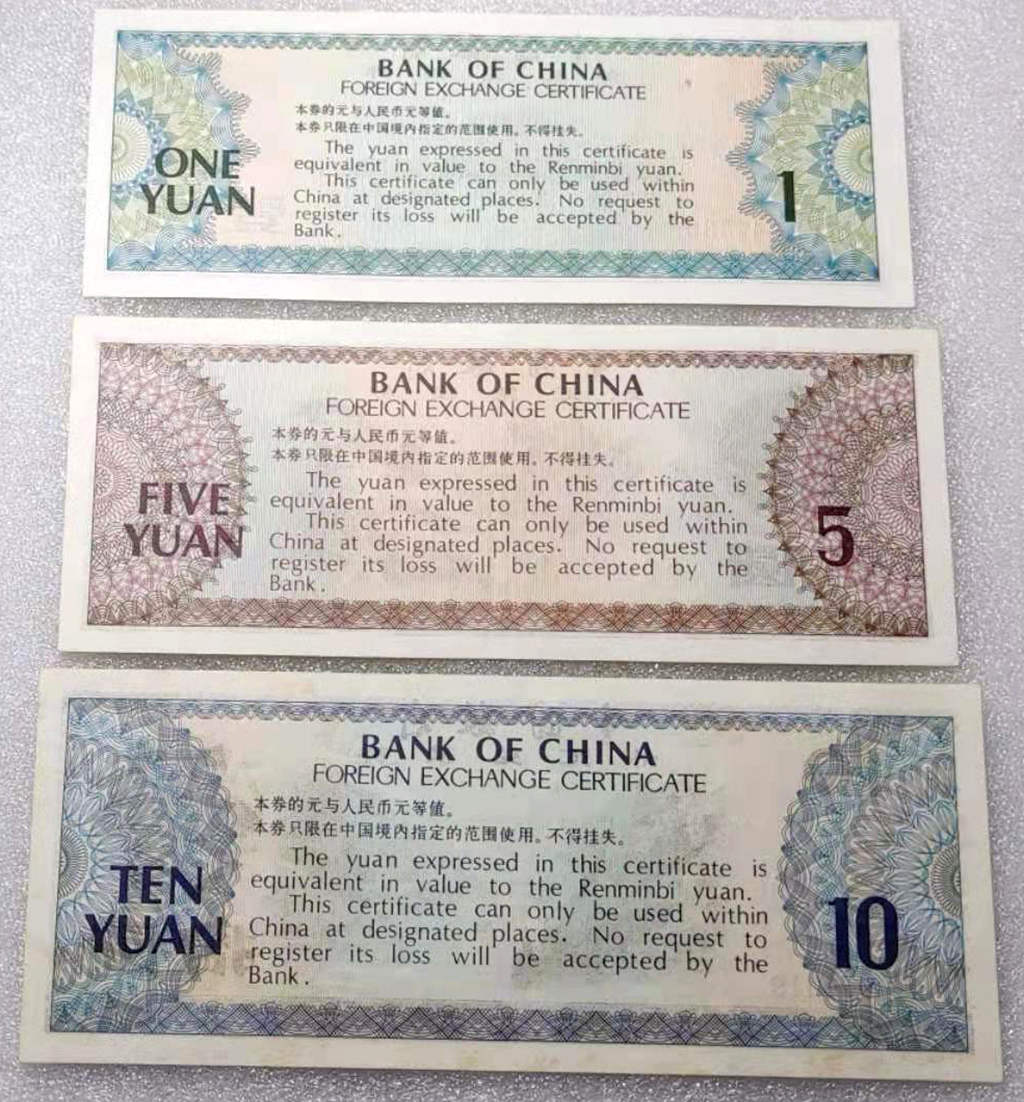 BANK OF CHINA
FOREIGN EXCHANGE CERTIFICATE
本券的元与人民币元等值。
本券只限在中国境内指定的范围使用。不得挂失。
The yuan expressed in this certificate is
equivalent in value to the Renminbi yuan.
This certificate can only be used within
China at designated places. No request to
register its loss will be accepted by the
Bank.
ONE
YUAN
1
BANK OF CHINA
FOREIGN EXCHANGE CERTIFICATE
本券的元与人民币元等值。
本券只限在中国境内指定的范围使用。不得挂失。
The yuan expressed in this certificate is
equivalent in value to the Renminbi yuan.
This certificate can only be used within
China at designated places. No request to
register its loss will be accepted by the
Bank.
FIVE
YUAN
5
BANK OF CHINA
FOREIGN EXCHANGE CERTIFICATE
本券的元与人民币元等值。
本券只限在中国境内指定的范围使用。不得挂失。
The yuan expressed in this certificate is
equivalent in value to the Renminbi yuan.
This certificate can only be used within
China at designated places. No request to
register its loss will be accepted by the
Bank.
TEN
YUAN
10